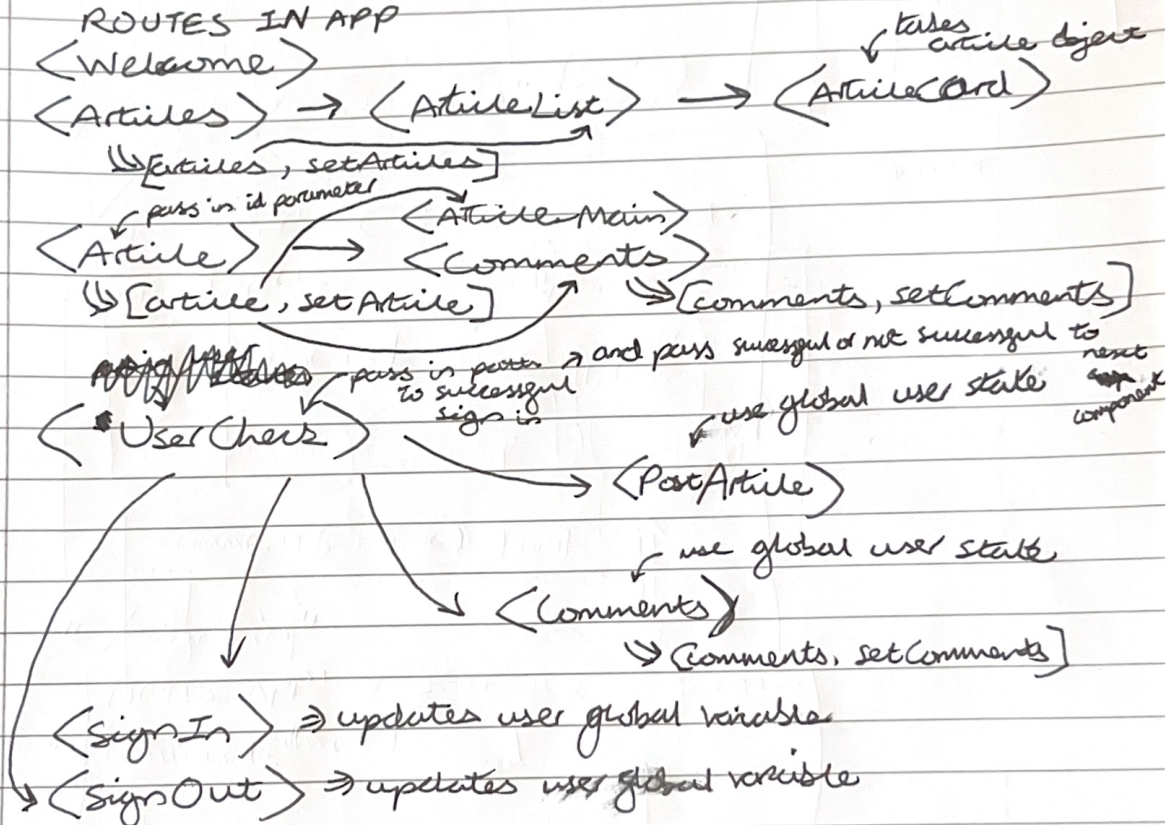 ROUTES IN APP
<Welcome>
takes
article object
<Articles> → <ArticleList> → <ArticleCard>
[articles, setArticles]
pass in id parameter
<ArticleMain>
<Article> → <Comments>
[article, setArticle]
[comments, setComments]
pass in path → and pass successful or not successful to
to successful
sign in
next
component
use global user state
<UserCheck>
<PostArticle>
use global user state
<Comments>
[comments, setComments]
<SignIn> ⇒ updates user global variable
<SignOut> ⇒ updates user global variable